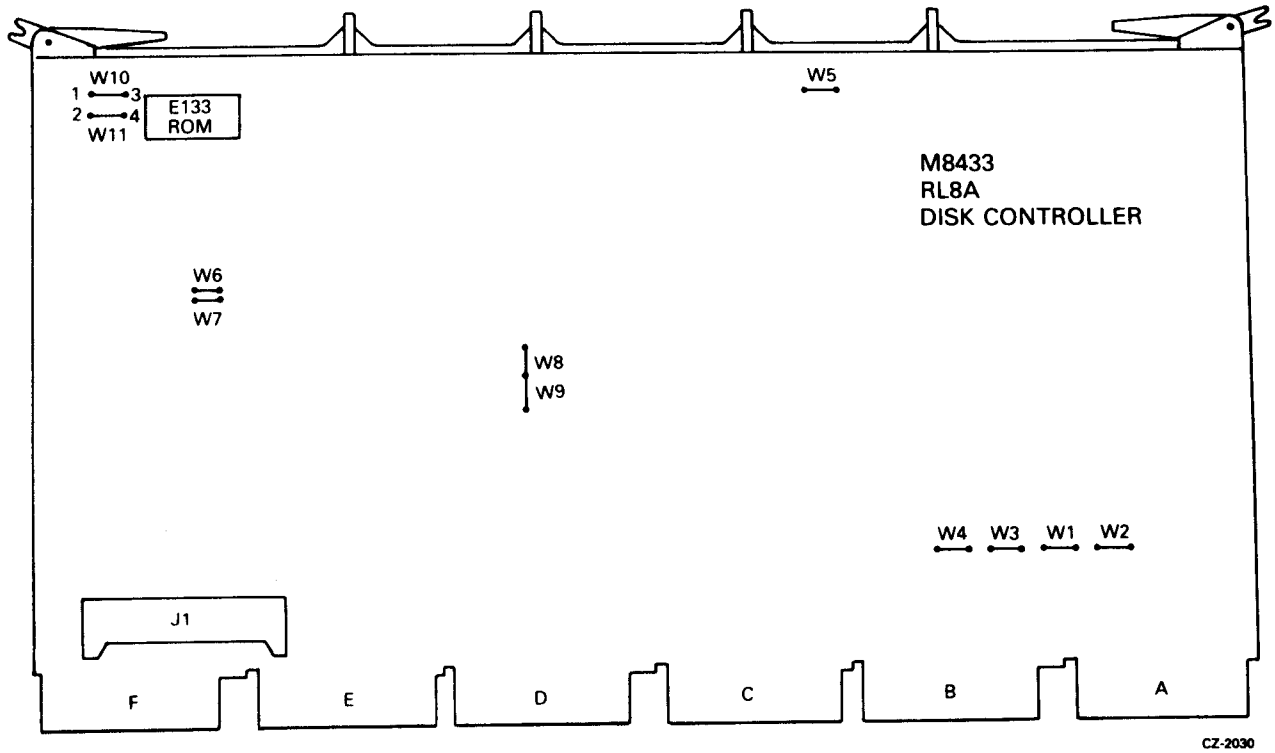 W10
1 3
2 4
W11
E133
ROM
W5
M8433
RL8A
DISK CONTROLLER
W6
W7
W8
W9
W4 W3 W1 W2
J1
F E D C B A
CZ-2030